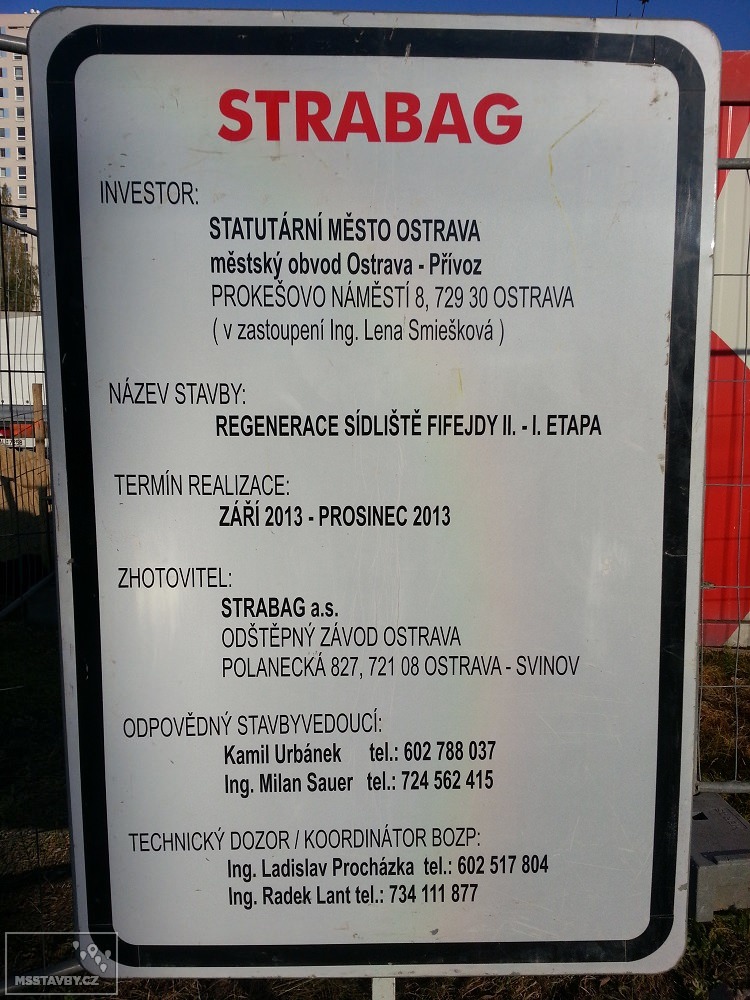 STRABAG
INVESTOR:
STATUTÁRNÍ MĚSTO OSTRAVA
městský obvod Ostrava - Přívoz
PROKEŠOVO NÁMĚSTÍ 8, 729 30 OSTRAVA
( v zastoupení Ing. Lena Smiešková )
NÁZEV STAVBY:
REGENERACE SÍDLIŠTĚ FIFEJDY II. - I. ETAPA
TERMÍN REALIZACE:
ZÁŘÍ 2013 - PROSINEC 2013
ZHOTOVITEL:
STRABAG a.s.
ODŠTĚPNÝ ZÁVOD OSTRAVA
POLANECKÁ 827, 721 08 OSTRAVA - SVINOV
ODPOVĚDNÝ STAVBYVEDOUCÍ:
Kamil Urbánek tel.: 602 788 037
Ing. Milan Sauer tel.: 724 562 415
TECHNICKÝ DOZOR / KOORDINÁTOR BOZP:
Ing. Ladislav Procházka tel.: 602 517 804
Ing. Radek Lant tel.: 734 111 877
MSSTAVBY.CZ